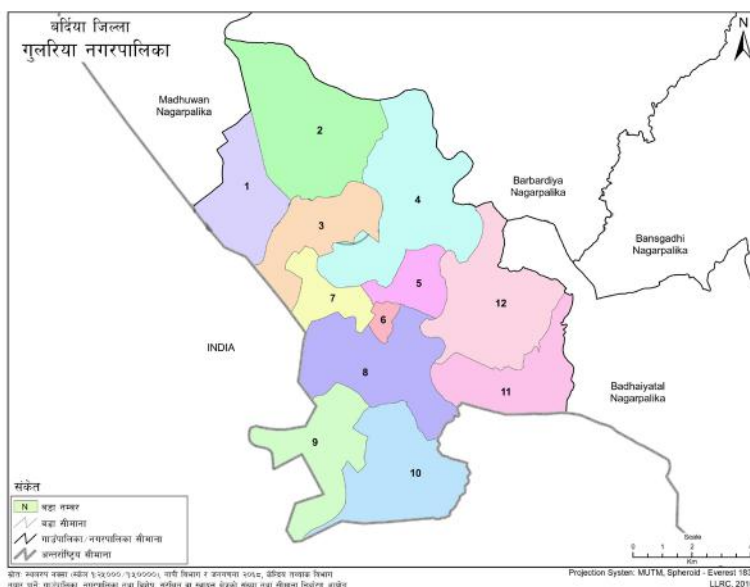 बर्दिया जिल्ला
गुलरिया नगरपालिका
N
Madhuwan
Nagarpalika
2
1
4
Barbardiya
Nagarpalika
3
Bansgadhi
Nagarpalika
5
7
12
6
INDIA
8
11
Badhaiyatal
Nagarpalika
9
10
संकेत
N वडा नम्बर
वडा सीमाना
गाउँपालिका/नगरपालिका सीमाना
अन्तर्राष्ट्रिय सीमाना
Scale
0 2
Km
Projection System: MUTM, Spheroid - Everest
LLRC,